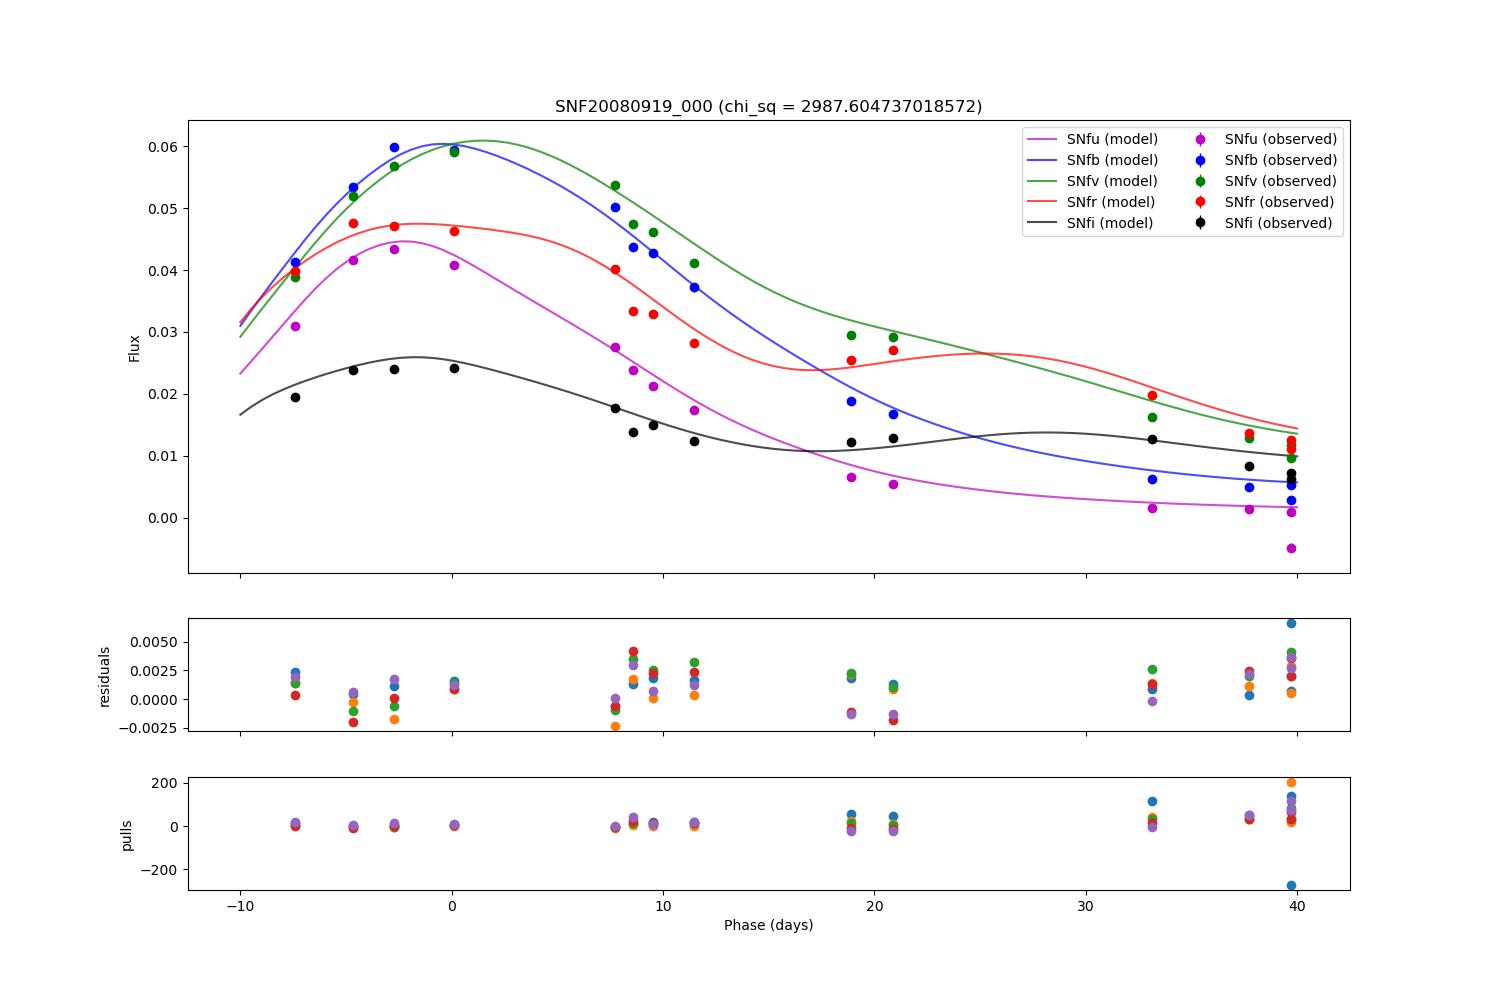 SNF20080919_000 (chi_sq = 2987.604737018572)
SNfu (model) SNfu (observed)
SNfb (model) SNfb (observed)
SNfv (model) SNfv (observed)
SNfr (model) SNfr (observed)
SNfi (model) SNfi (observed)
Flux
0.06
0.05
0.04
0.03
0.02
0.01
0.00
residuals
0.0050
0.0025
0.0000
−0.0025
pulls
200
0
−200
−10 0 10 20 30 40
Phase (days)